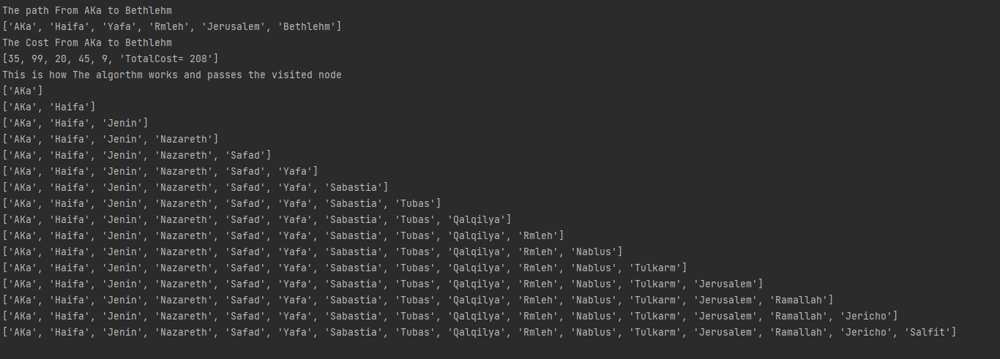 The path From AKa to Bethlehm
['AKa', 'Haifa', 'Yafa', 'Rmleh', 'Jerusalem', 'Bethlehm']
The Cost From AKa to Bethlehm
[35, 99, 20, 45, 9, 'TotalCost= 208']
This is how The algorthm works and passes the visited node
['AKa']
['AKa', 'Haifa']
['AKa', 'Haifa', 'Jenin']
['AKa', 'Haifa', 'Jenin', 'Nazareth']
['AKa', 'Haifa', 'Jenin', 'Nazareth', 'Safad']
['AKa', 'Haifa', 'Jenin', 'Nazareth', 'Safad', 'Yafa']
['AKa', 'Haifa', 'Jenin', 'Nazareth', 'Safad', 'Yafa', 'Sabastia']
['AKa', 'Haifa', 'Jenin', 'Nazareth', 'Safad', 'Yafa', 'Sabastia', 'Tubas']
['AKa', 'Haifa', 'Jenin', 'Nazareth', 'Safad', 'Yafa', 'Sabastia', 'Tubas', 'Qalqilya']
['AKa', 'Haifa', 'Jenin', 'Nazareth', 'Safad', 'Yafa', 'Sabastia', 'Tubas', 'Qalqilya', 'Rmleh']
['AKa', 'Haifa', 'Jenin', 'Nazareth', 'Safad', 'Yafa', 'Sabastia', 'Tubas', 'Qalqilya', 'Rmleh', 'Nablus']
['AKa', 'Haifa', 'Jenin', 'Nazareth', 'Safad', 'Yafa', 'Sabastia', 'Tubas', 'Qalqilya', 'Rmleh', 'Nablus', 'Tulkarm']
['AKa', 'Haifa', 'Jenin', 'Nazareth', 'Safad', 'Yafa', 'Sabastia', 'Tubas', 'Qalqilya', 'Rmleh', 'Nablus', 'Tulkarm', 'Jerusalem']
['AKa', 'Haifa', 'Jenin', 'Nazareth', 'Safad', 'Yafa', 'Sabastia', 'Tubas', 'Qalqilya', 'Rmleh', 'Nablus', 'Tulkarm', 'Jerusalem', 'Ramallah']
['AKa', 'Haifa', 'Jenin', 'Nazareth', 'Safad', 'Yafa', 'Sabastia', 'Tubas', 'Qalqilya', 'Rmleh', 'Nablus', 'Tulkarm', 'Jerusalem', 'Ramallah', 'Jericho']
['AKa', 'Haifa', 'Jenin', 'Nazareth', 'Safad', 'Yafa', 'Sabastia', 'Tubas', 'Qalqilya', 'Rmleh', 'Nablus', 'Tulkarm', 'Jerusalem', 'Ramallah', 'Jericho', 'Salfit']